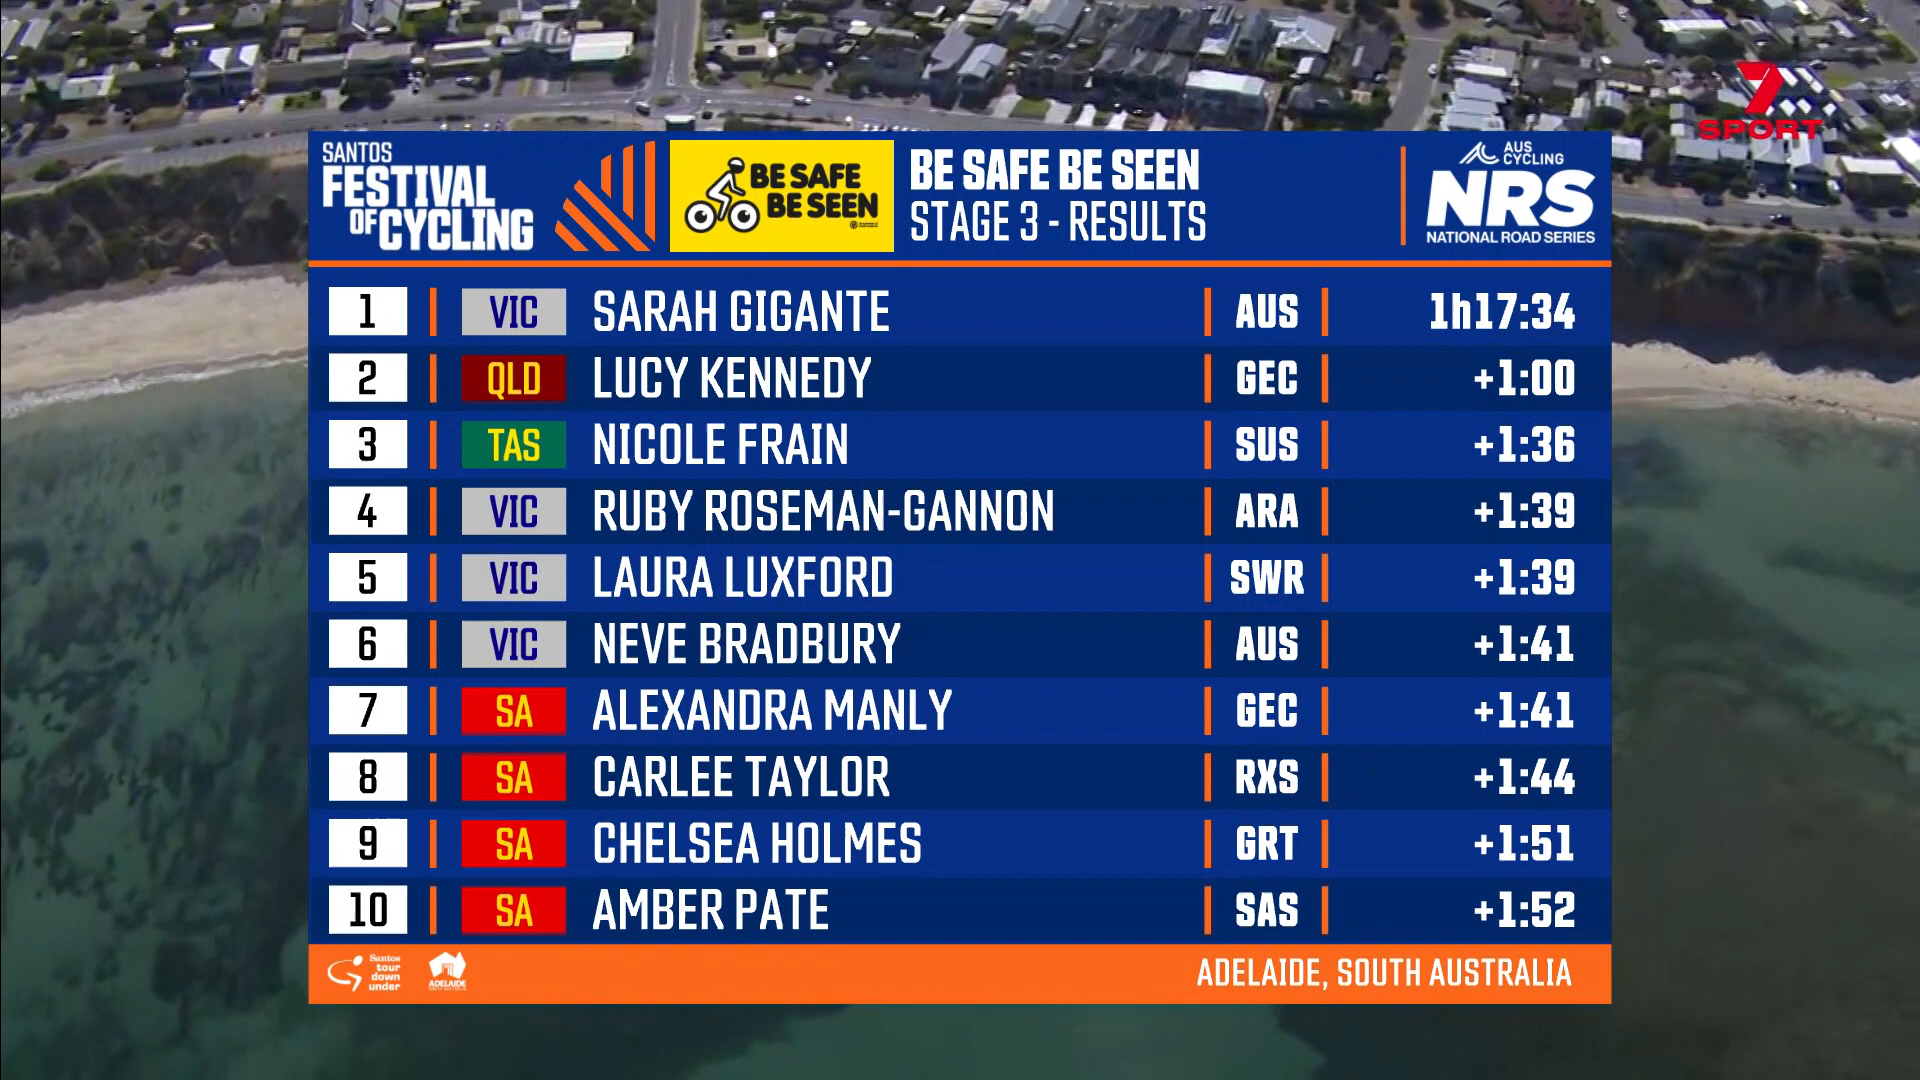 7 SPORT
SANTOS
FESTIVAL
OF CYCLING
BE SAFE
BE SEEN
BE SAFE BE SEEN
STAGE 3 - RESULTS
AUS
CYCLING
NRS
NATIONAL ROAD SERIES
1 VIC SARAH GIGANTE AUS 1h17:34
2 QLD LUCY KENNEDY GEC +1:00
3 TAS NICOLE FRAIN SUS +1:36
4 VIC RUBY ROSEMAN-GANNON ARA +1:39
5 VIC LAURA LUXFORD SWR +1:39
6 VIC NEVE BRADBURY AUS +1:41
7 SA ALEXANDRA MANLY GEC +1:41
8 SA CARLEE TAYLOR RXS +1:44
9 SA CHELSEA HOLMES GRT +1:51
10 SA AMBER PATE SAS +1:52
Santos
tour
down
under
ADELAIDE
ADELAIDE, SOUTH AUSTRALIA